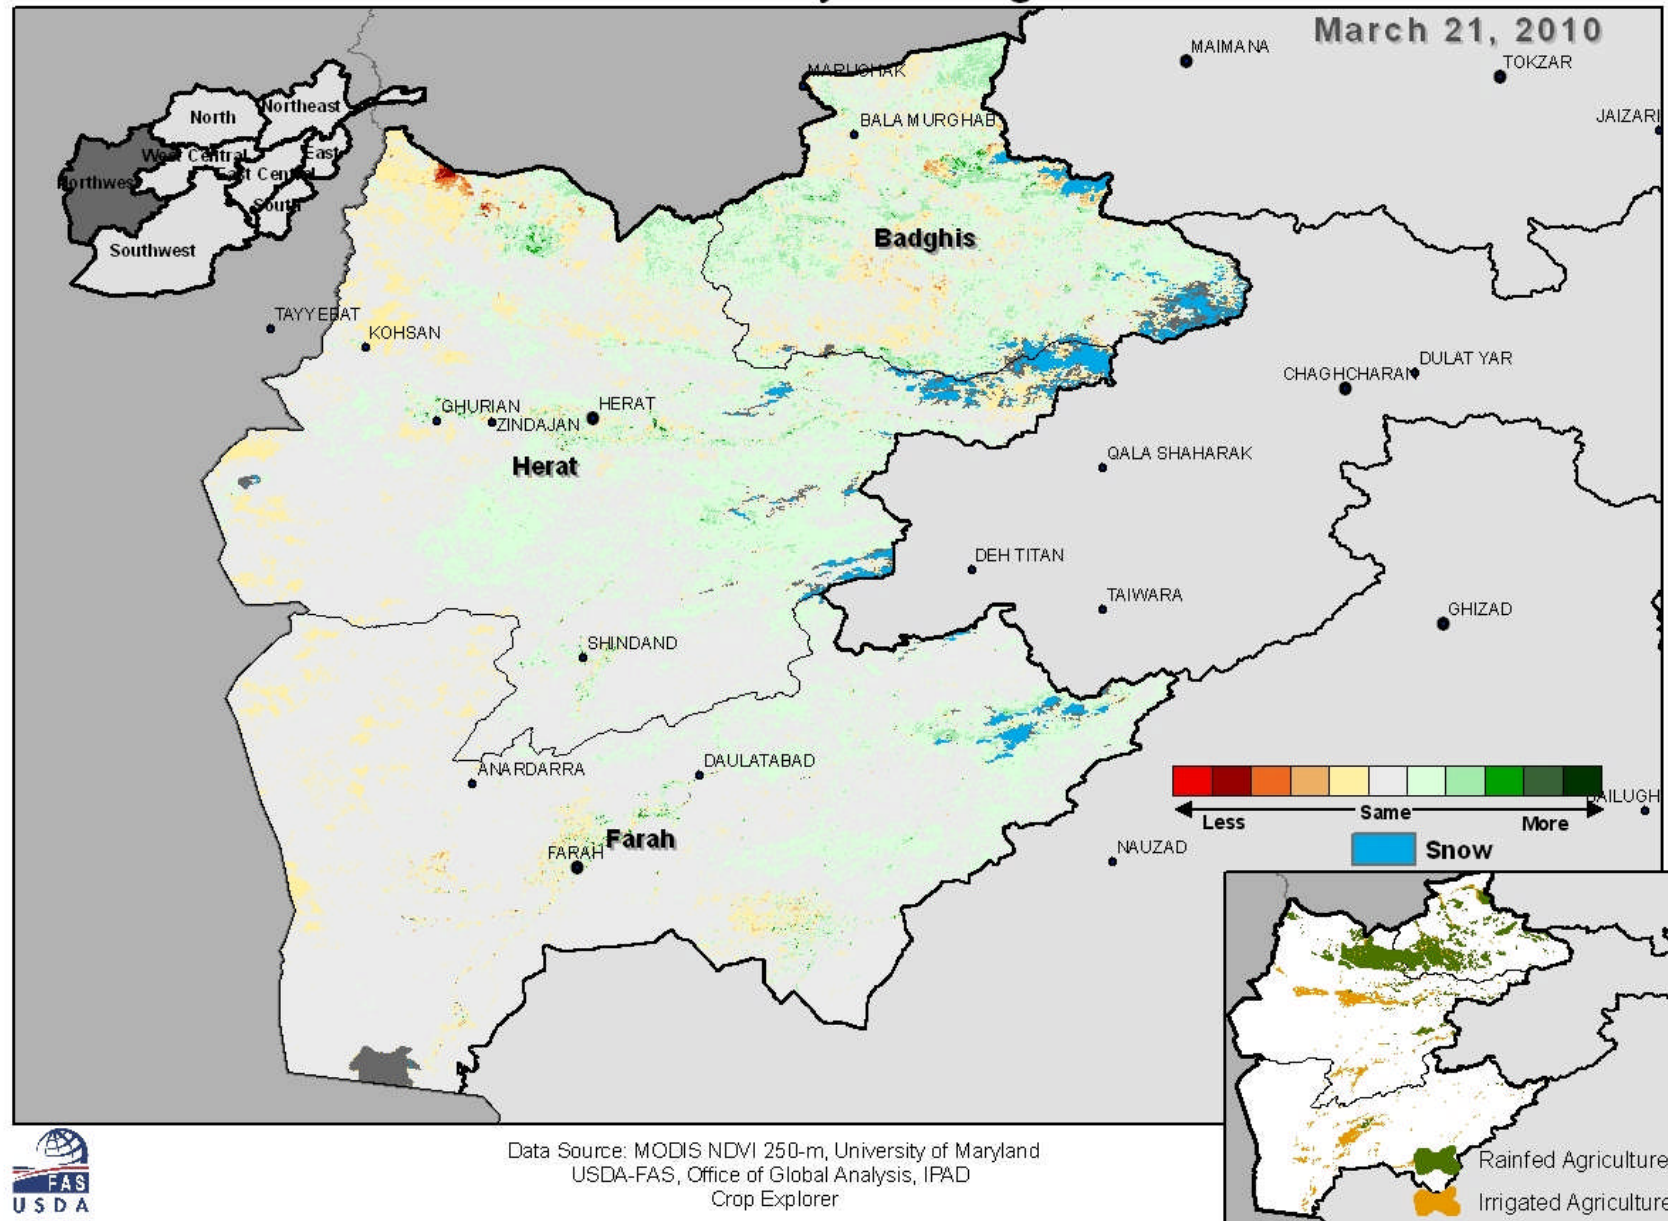 March 21, 2010
MAIMANA
TOKZAR
MARUCHAK
JAIZARI
BALA MURGHAB
North
Northeast
West Central
East
Northwest
East Central
South
Southwest
Badghis
TAYYEBAT
KOHSAN
DULAT YAR
CHAGHCHARAN
GHURIAN
HERAT
ZINDAJAN
Herat
QALA SHAHARAK
DEH TITAN
TAIWARA
GHIZAD
SHINDAND
ANARDARRA
DAULATABAD
Less
Same
More
BAILUGH
Farah
FARAH
NAUZAD
Snow
Data Source: MODIS NDVI 250-m, University of Maryland
USDA-FAS, Office of Global Analysis, IPAD
Crop Explorer
FAS
USDA
Rainfed Agriculture
Irrigated Agriculture